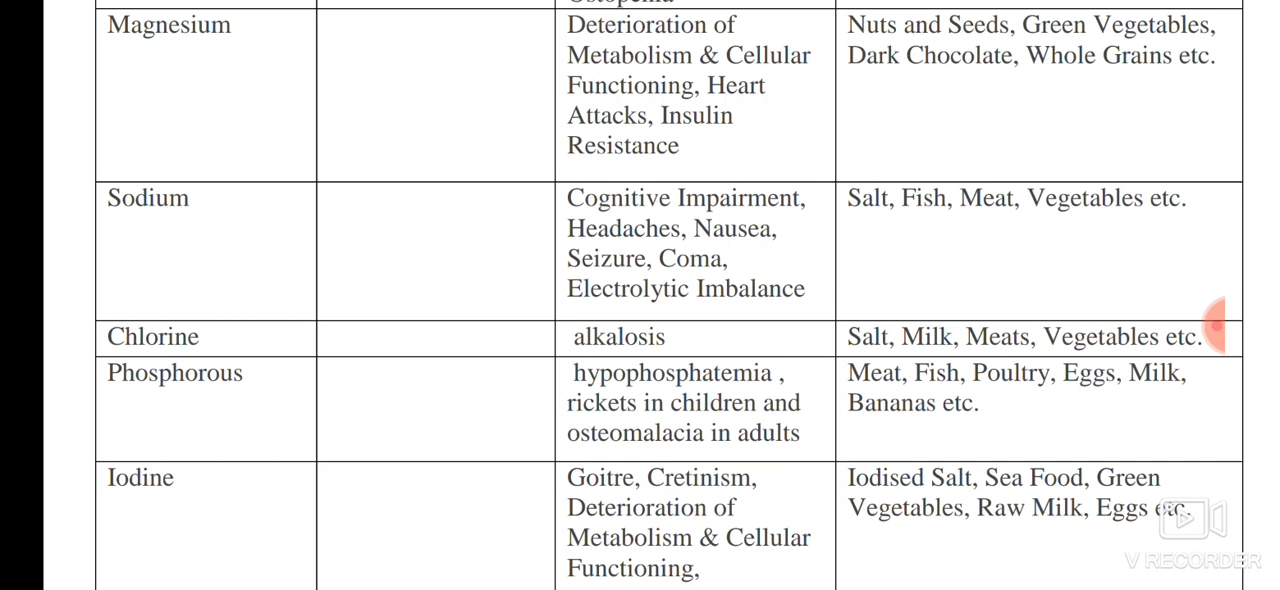 Magnesium
Deterioration of
Metabolism & Cellular
Functioning, Heart
Attacks, Insulin
Resistance
Nuts and Seeds, Green Vegetables,
Dark Chocolate, Whole Grains etc.
Sodium
Cognitive Impairment,
Headaches, Nausea,
Seizure, Coma,
Electrolytic Imbalance
Salt, Fish, Meat, Vegetables etc.
Chlorine
alkalosis
Salt, Milk, Meats, Vegetables etc.
Phosphorous
hypophosphatemia ,
rickets in children and
osteomalacia in adults
Meat, Fish, Poultry, Eggs, Milk,
Bananas etc.
Iodine
Goitre, Cretinism,
Deterioration of
Metabolism & Cellular
Functioning,
Iodised Salt, Sea Food, Green
Vegetables, Raw Milk, Eggs etc.
V RECORDER